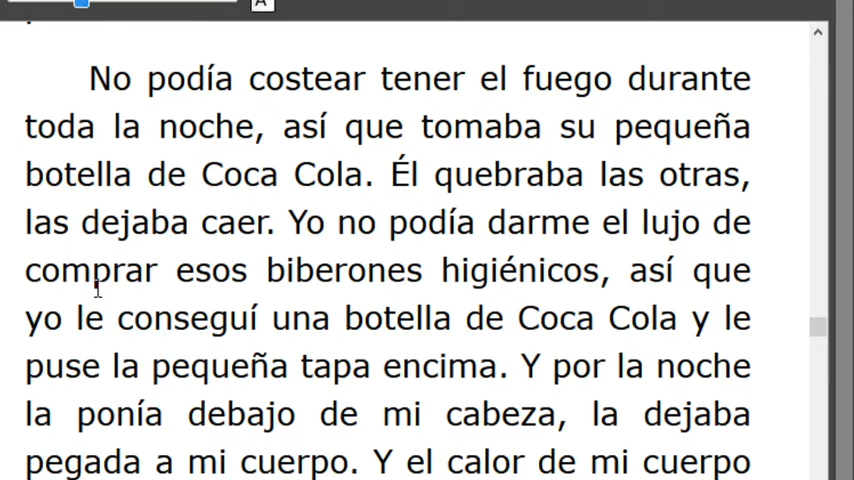 A
No podía costear tener el fuego durante
toda la noche, así que tomaba su pequeña
botella de Coca Cola. Él quebraba las otras,
las dejaba caer. Yo no podía darme el lujo de
comprar esos biberones higiénicos, así que
yo le conseguí una botella de Coca Cola y le
puse la pequeña tapa encima. Y por la noche
la ponía debajo de mi cabeza, la dejaba
pegada a mi cuerpo. Y el calor de mi cuerpo